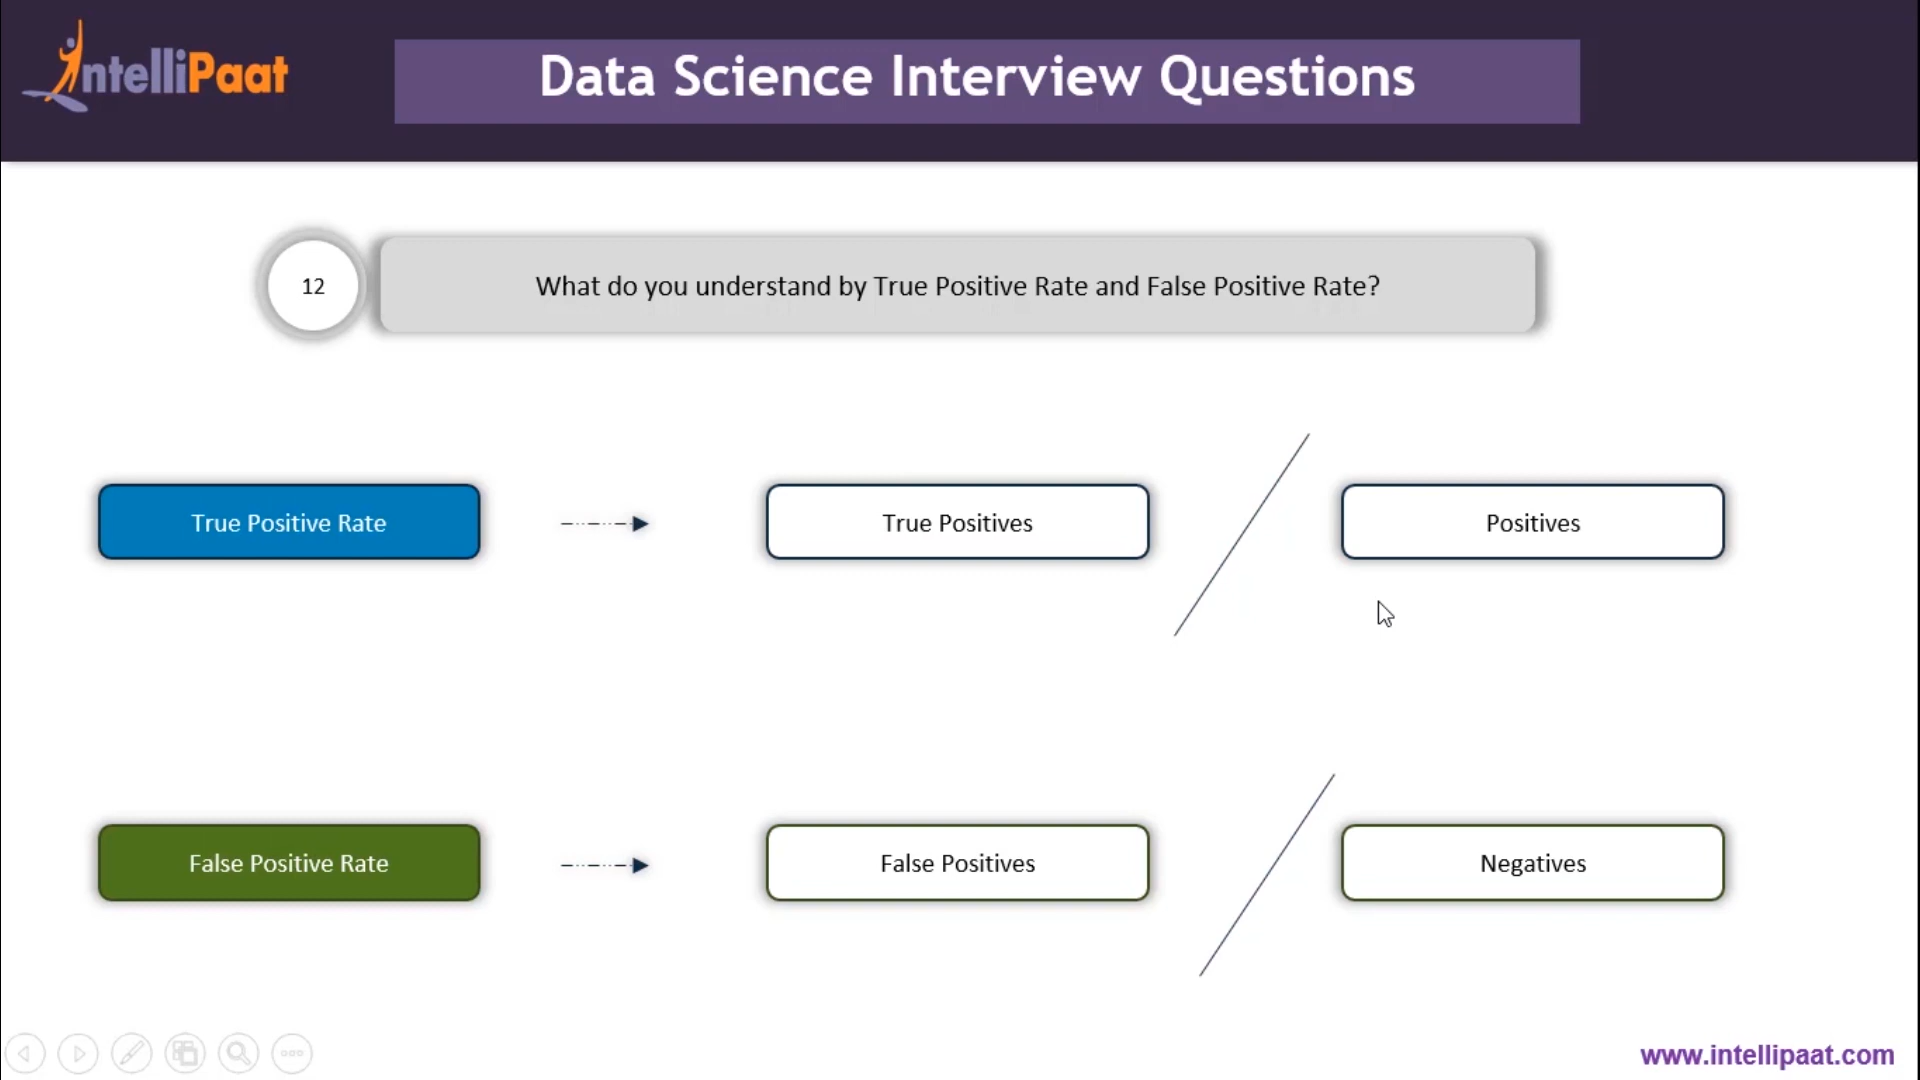 IntelliPaat
Data Science Interview Questions
12
What do you understand by True Positive Rate and False Positive Rate?
True Positive Rate
True Positives
Positives
False Positive Rate
False Positives
Negatives
www.intellipaat.com